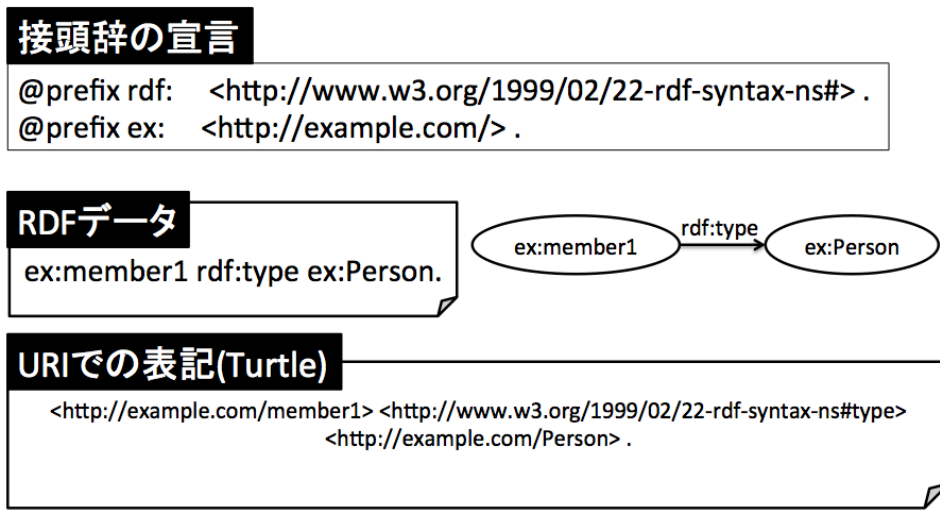 接頭辞の宣言
@prefix rdf: <http://www.w3.org/1999/02/22-rdf-syntax-ns#> .
@prefix ex: <http://example.com/> .
RDFデータ
ex:member1 rdf:type ex:Person.
ex:member1 rdf:type ex:Person
URIでの表記(Turtle)
<http://example.com/member1> <http://www.w3.org/1999/02/22-rdf-syntax-ns#type>
<http://example.com/Person> .